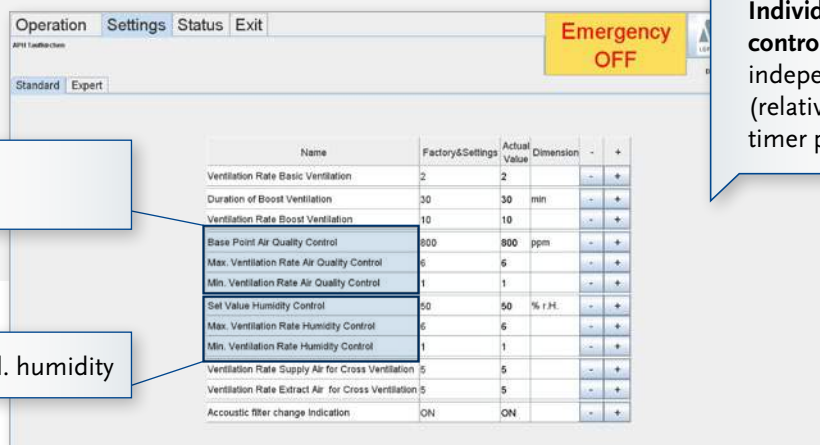 Operation Settings Status Exit
Emergency
OFF
Standard Expert
Name Factory&Settings Actual Value Dimension - +
Ventilation Rate Basic Ventilation 2 2 - +
Duration of Boost Ventilation 30 30 min - +
Ventilation Rate Boost Ventilation 10 10 - +
Base Point Air Quality Control 800 800 ppm - +
Max. Ventilation Rate Air Quality Control 6 6 - +
Min. Ventilation Rate Air Quality Control 1 1 - +
Set Value Humidity Control 50 50 % r.H. - +
Max. Ventilation Rate Humidity Control 6 6 - +
Min. Ventilation Rate Humidity Control 1 1 - +
Ventilation Rate Supply Air for Cross Ventilation 5 5 - +
Ventilation Rate Extract Air for Cross Ventilation 5 5 - +
Accoustic filter change Indication ON ON - +
Individ
contro
indepe
(relativ
timer p
l. humidity